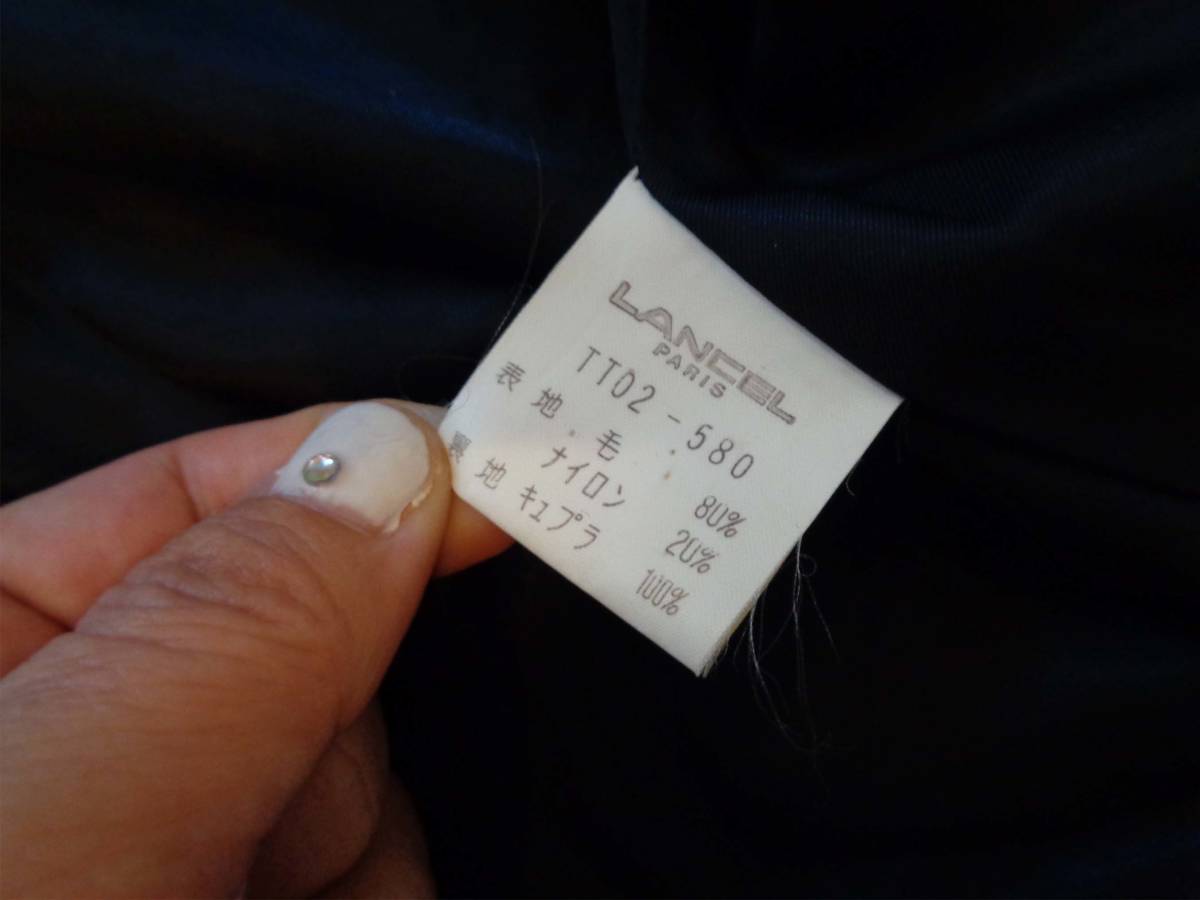 LANCEL
PARIS
TT02-580
表地 毛 80%
ナイロン 20%
裏地 キュプラ 100%